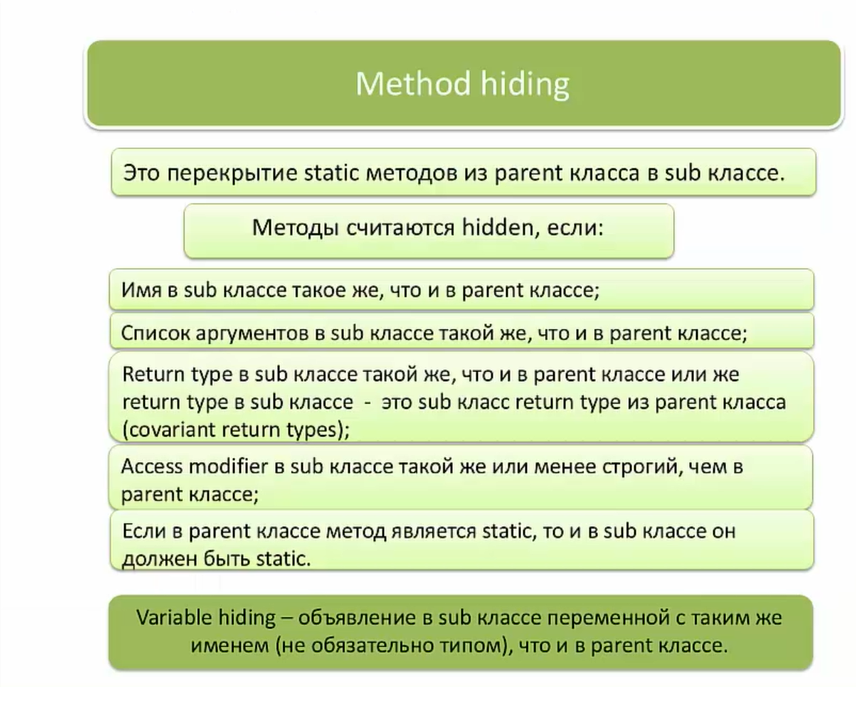 Method hiding
Это перекрытие static методов из parent класса в sub классе.
Методы считаются hidden, если:
Имя в sub классе такое же, что и в parent классе;
Список аргументов в sub классе такой же, что и в parent классе;
Return type в sub классе такой же, что и в parent классе или же
return type в sub классе - это sub класс return type из parent класса
(covariant return types);
Access modifier в sub классе такой же или менее строгий, чем в
parent классе;
Если в parent классе метод является static, то и в sub классе он
должен быть static.
Variable hiding – объявление в sub классе переменной с таким же
именем (не обязательно типом), что и в parent классе.